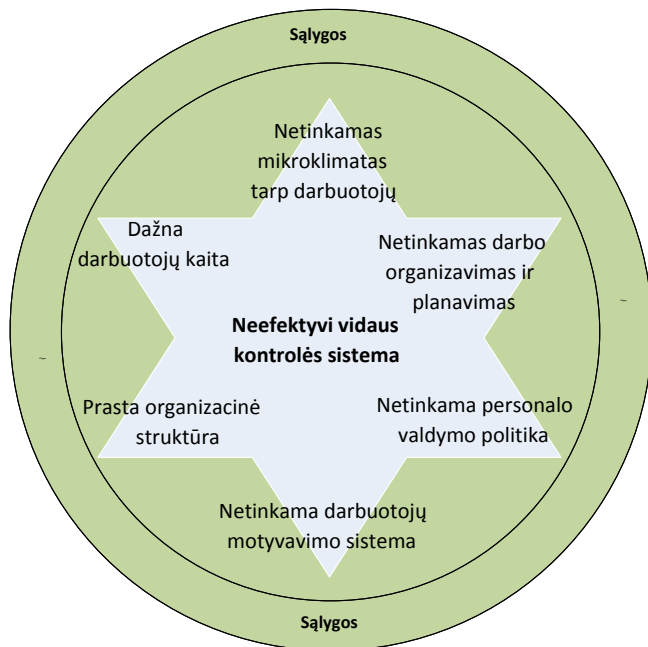 Sąlygos
Netinkamas
mikroklimatas
tarp darbuotojų
Dažna
darbuotojų kaita
Netinkamas darbo
organizavimas ir
planavimas
~
Neefektyvi vidaus
kontrolės sistema
~
Prasta organizacinė
struktūra
Netinkama personalo
valdymo politika
Netinkama darbuotojų
motyvavimo sistema
Sąlygos